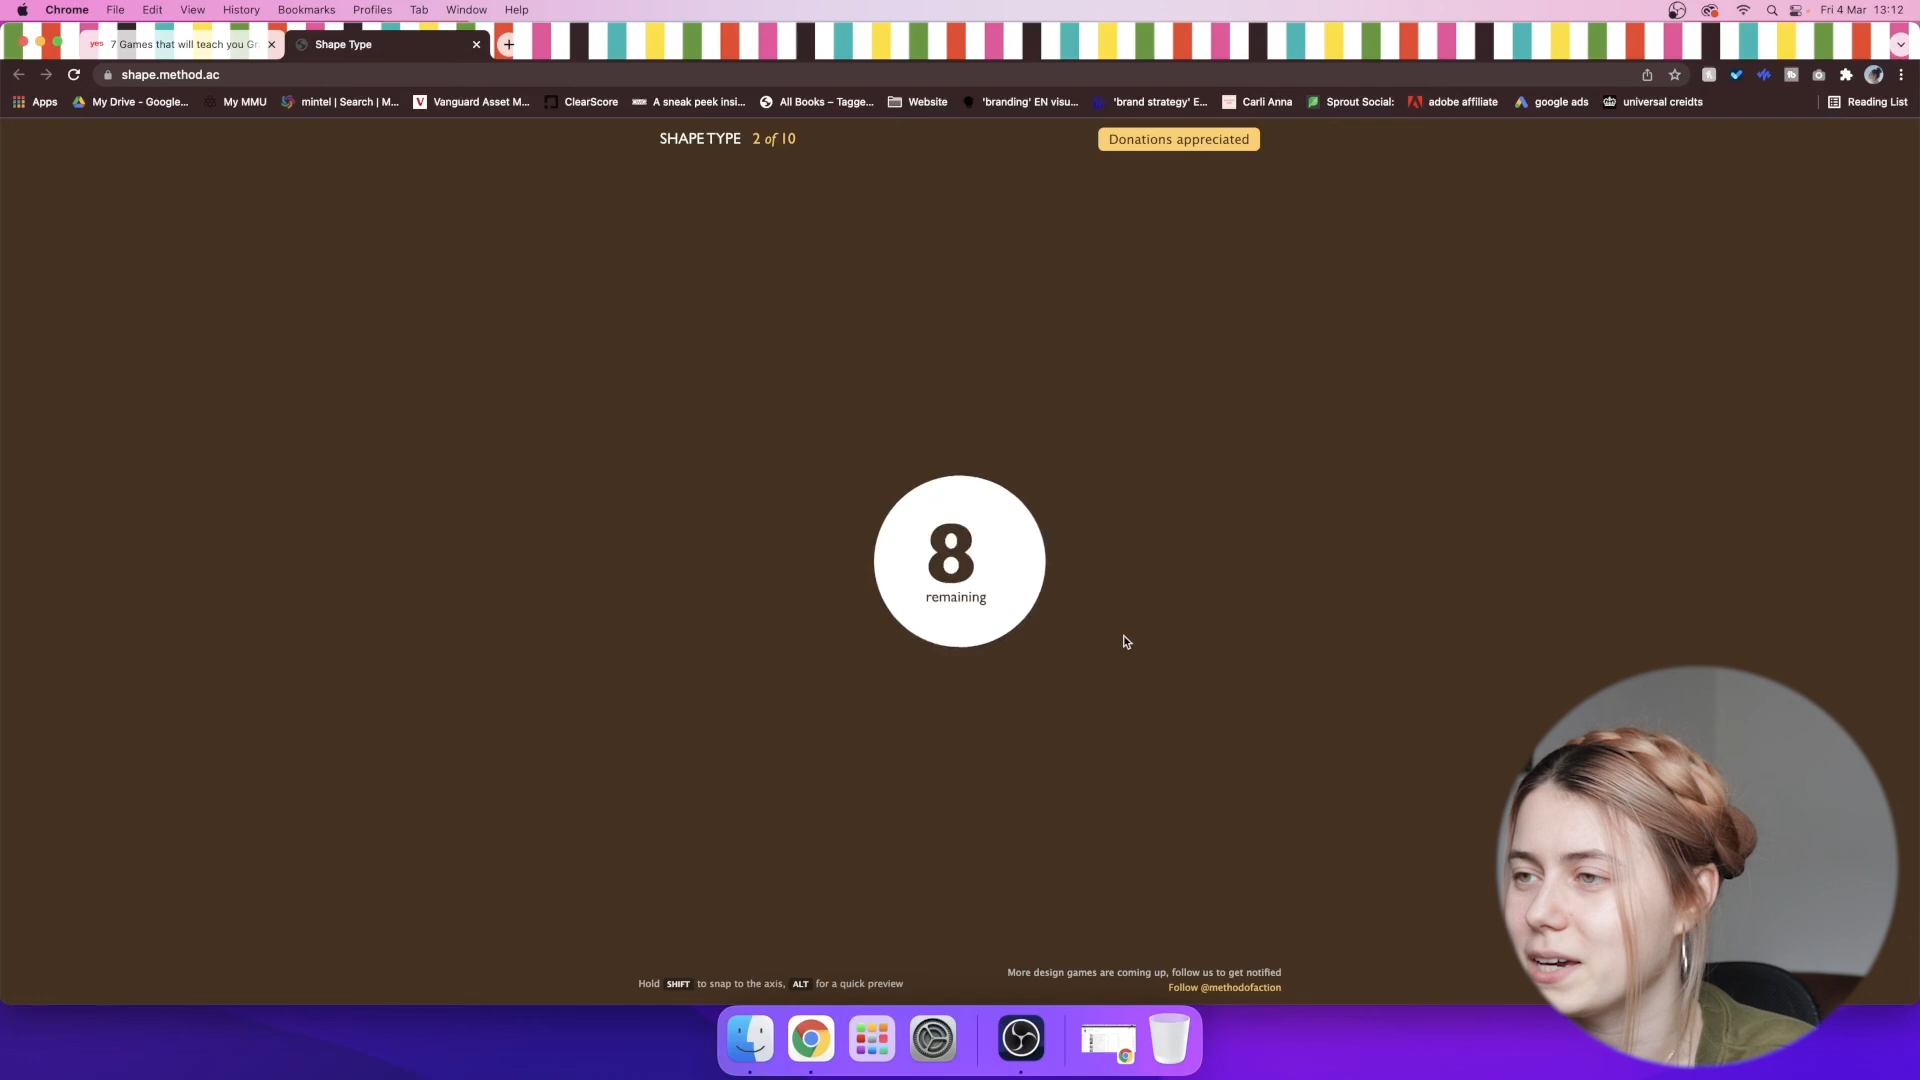 Chrome File Edit View History Bookmarks Profiles Tab Window Help Fri 4 Mar 13:12
yes 7 Games that will teach you Gr Shape Type
shape.method.ac
Apps My Drive - Google... My MMU mintel | Search | M... Vanguard Asset M... ClearScore A sneak peek insi... All Books – Tagge... Website 'branding' EN visu... 'brand strategy' E... Carli Anna Sprout Social: adobe affiliate google ads universal creidts Reading List
SHAPE TYPE 2 of 10 Donations appreciated
8
remaining
Hold SHIFT to snap to the axis, ALT for a quick preview
More design games are coming up, follow us to get notified
Follow @methodofaction